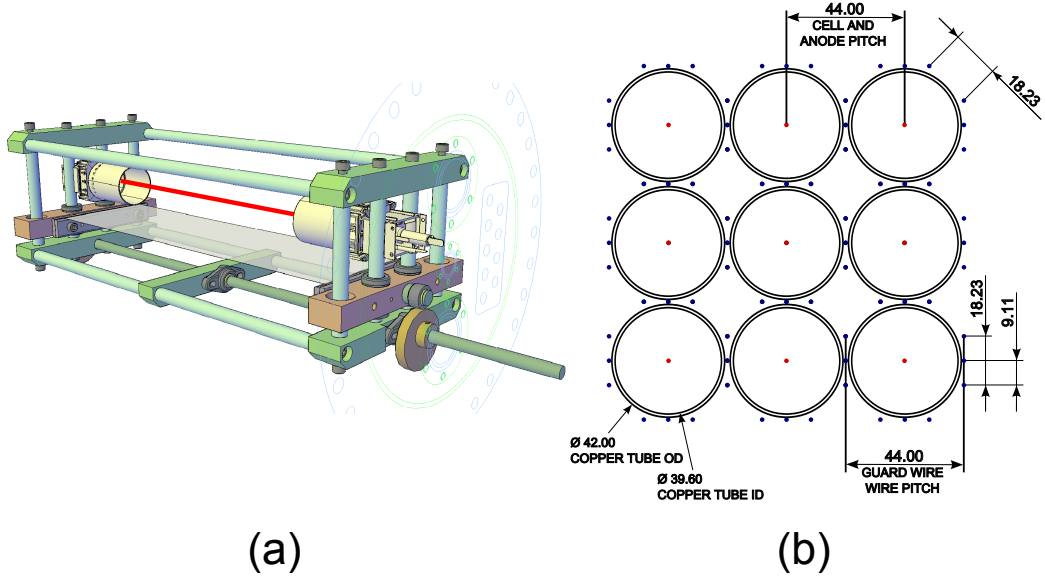 44.00
CELL AND
ANODE PITCH
18.23
18.23
9.11
Ø 42.00
COPPER TUBE OD
Ø 39.60
COPPER TUBE ID
44.00
GUARD WIRE
WIRE PITCH
(a)
(b)